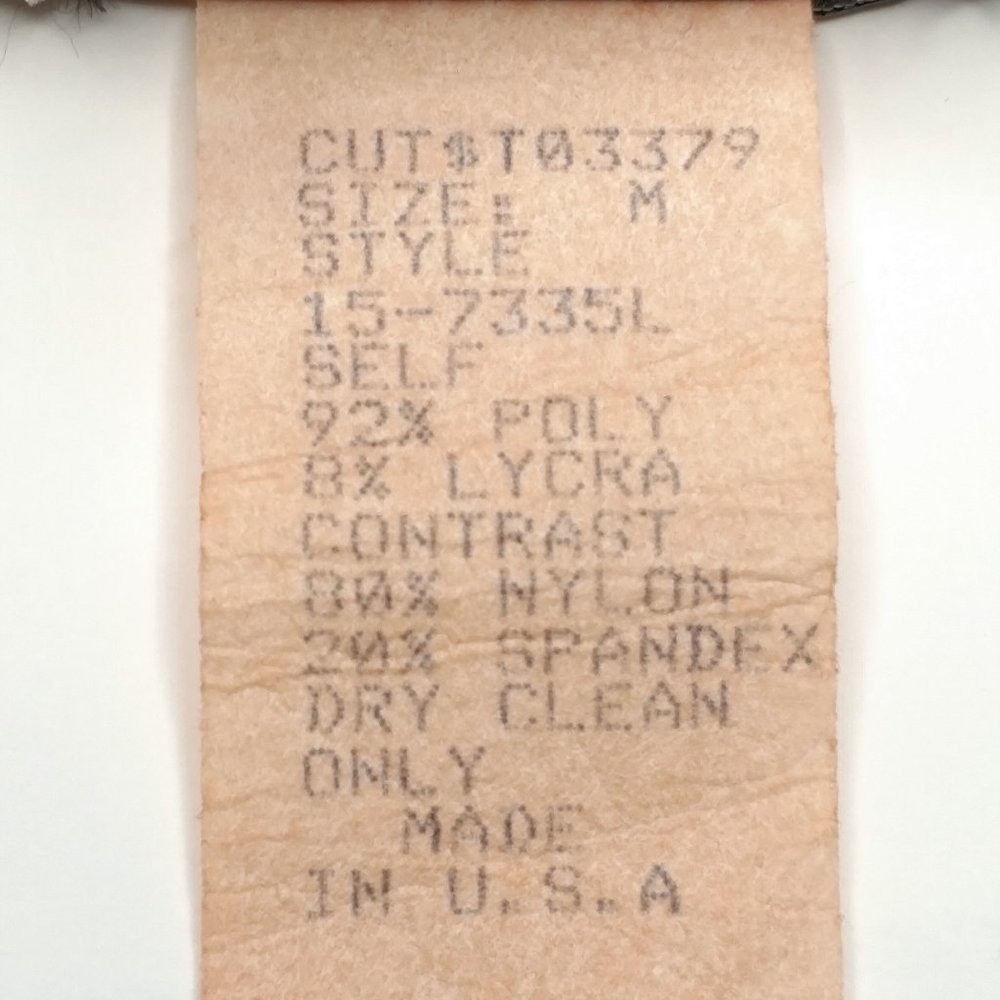 CUT$T03379
SIZE: M
STYLE
15-7335L
SELF
92% POLY
8% LYCRA
CONTRAST
80% NYLON
20% SPANDEX
DRY CLEAN
ONLY
MADE
IN U.S.A